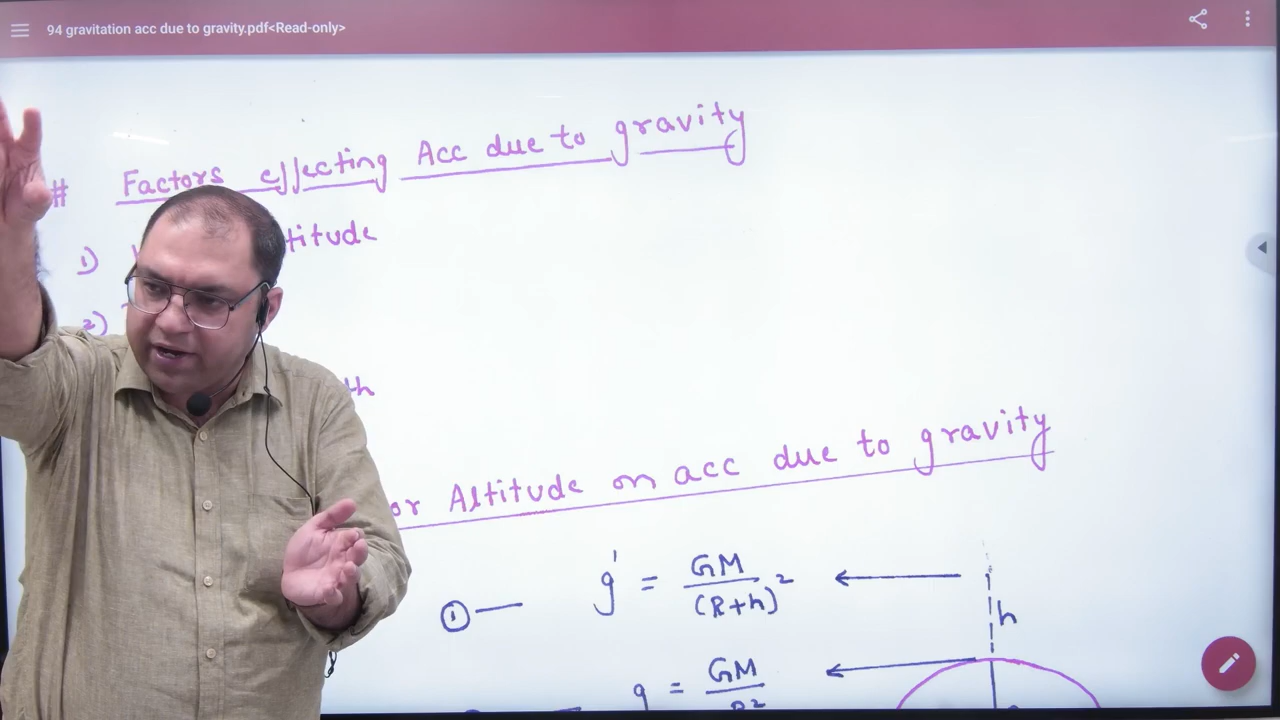 94 gravitation acc due to gravity.pdf<Read-only>
# Factors effecting Acc due to gravity
1) titude
2)
th
or Altitude on acc due to gravity
① — g' = GM/(R+h)²
h
g = GM/R²